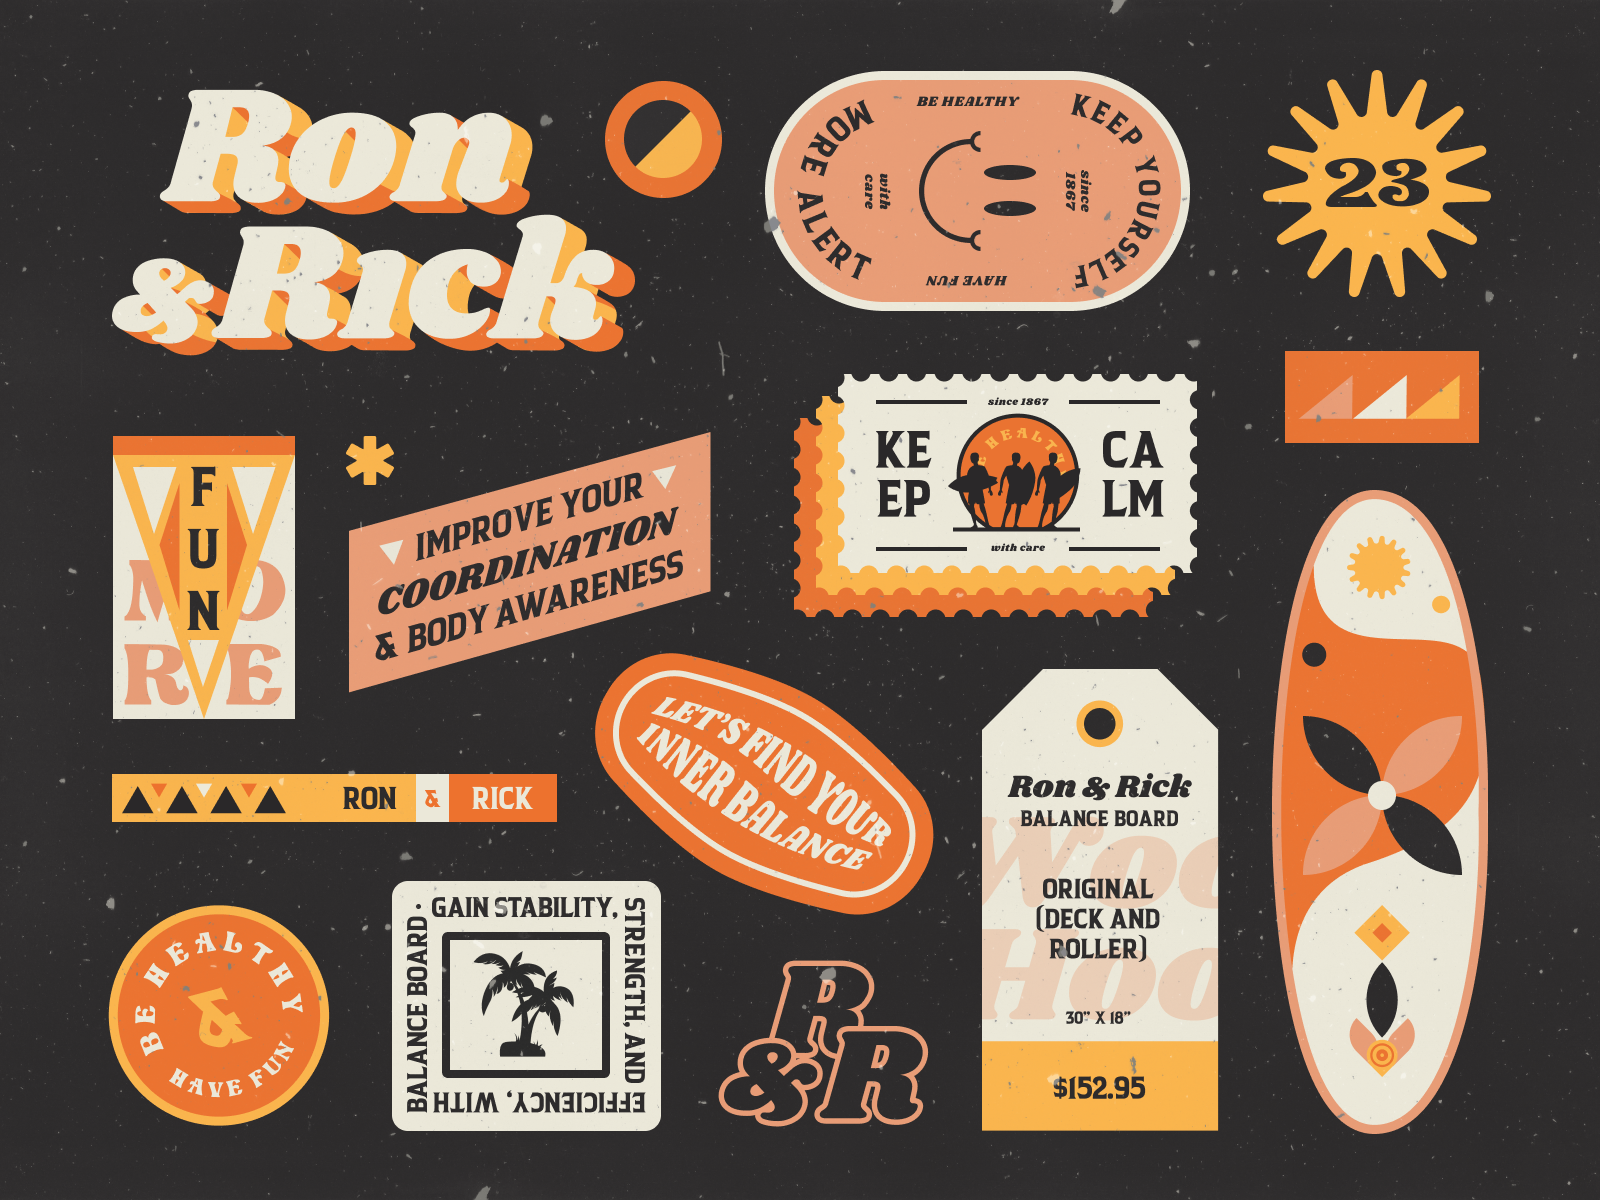 Ron
& Rick
BE HEALTHY
KEEP YOURSELF
MORE ALERT
with
care
since
1867
HAVE FUN
23
since 1867
KE
EP
HEALTH
CA
LM
with care
FUN
MO
RE
IMPROVE YOUR
COORDINATION
& BODY AWARENESS
RON & RICK
LET'S FIND YOUR
INNER BALANCE
Ron & Rick
BALANCE BOARD
Woo
Hoo
ORIGINAL
(DECK AND
ROLLER)
30" X 18"
$152.95
BE HEALTHY
&
HAVE FUN
· GAIN STABILITY,
STRENGTH, AND
EFFICIENCY, WITH
BALANCE BOARD
R
&R